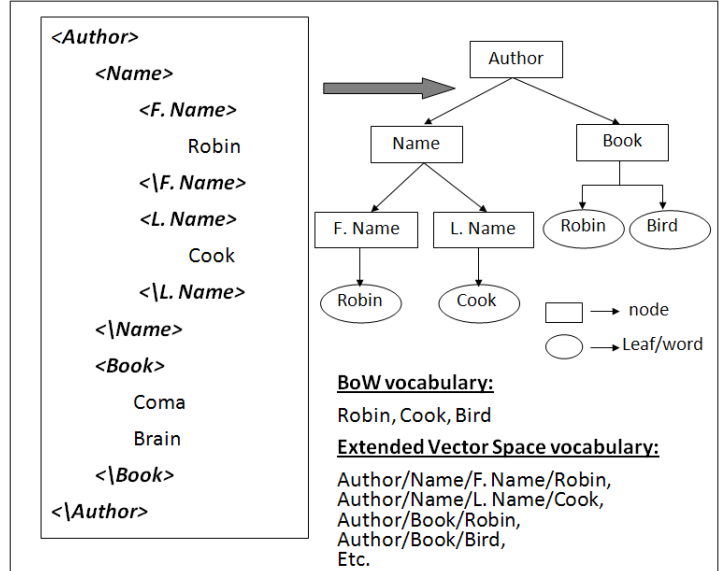 <Author>
<Name>
<F. Name>
Robin
<\F. Name>
<L. Name>
Cook
<\L. Name>
<\Name>
<Book>
Coma
Brain
<\Book>
<\Author>
Author
Name
Book
F. Name
L. Name
Robin
Bird
Robin
Cook
node
Leaf/word
BoW vocabulary:
Robin, Cook, Bird
Extended Vector Space vocabulary:
Author/Name/F. Name/Robin,
Author/Name/L. Name/Cook,
Author/Book/Robin,
Author/Book/Bird,
Etc.